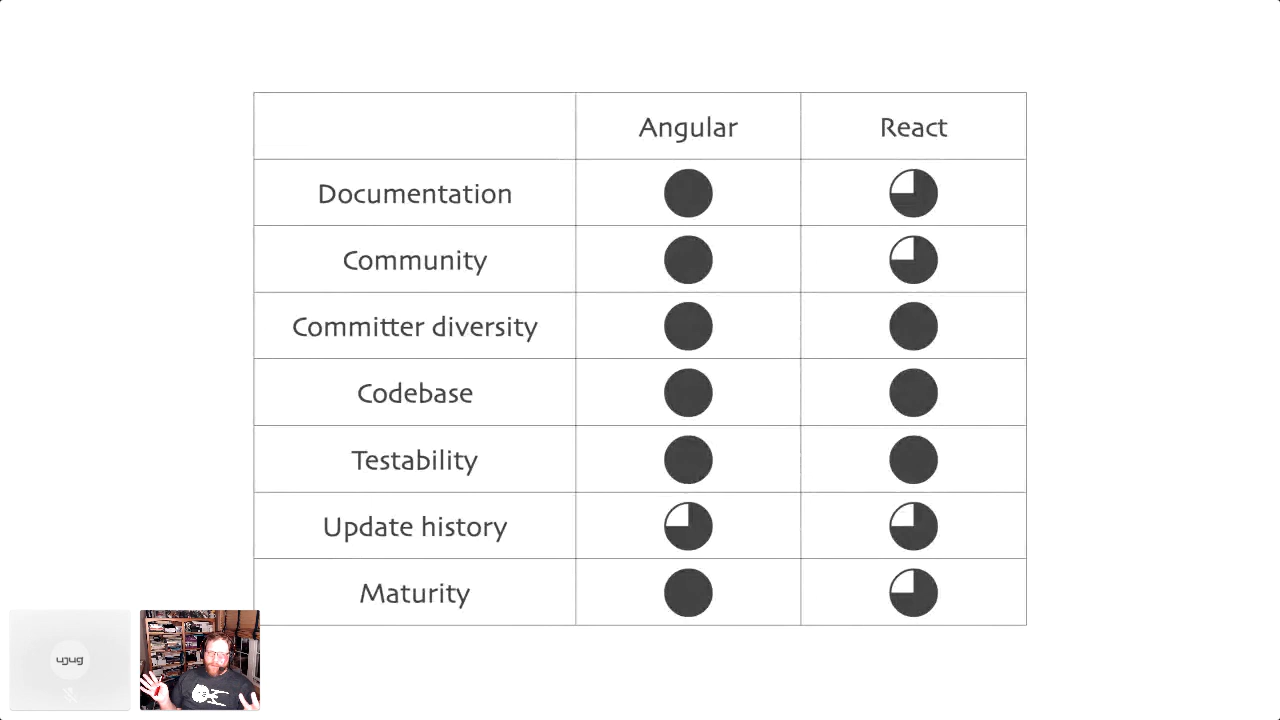 Angular React
Documentation
Community
Committer diversity
Codebase
Testability
Update history
Maturity
ujug